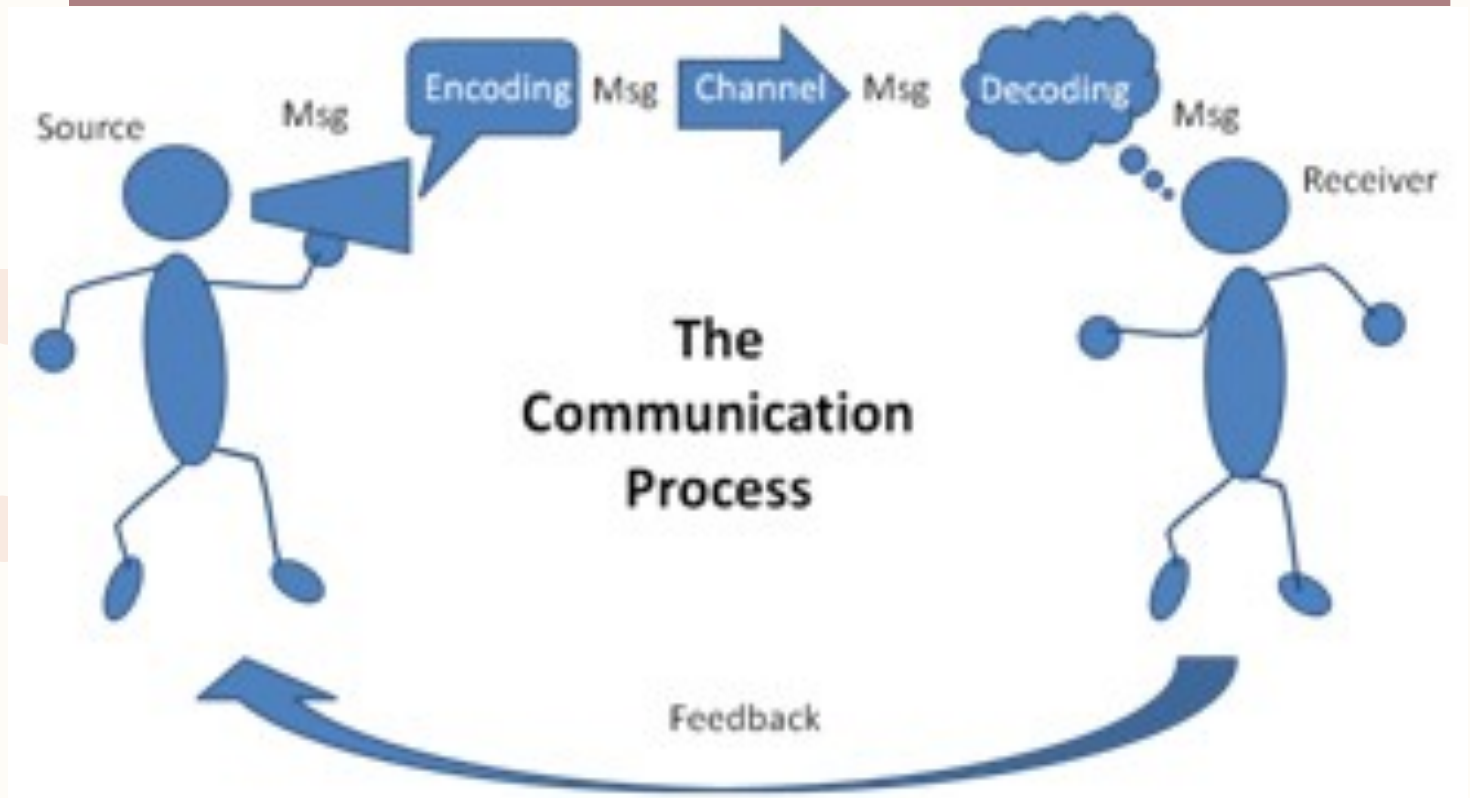 Source
Msg
Encoding
Msg
Channel
Msg
Decoding
Msg
Receiver
The
Communication
Process
Feedback